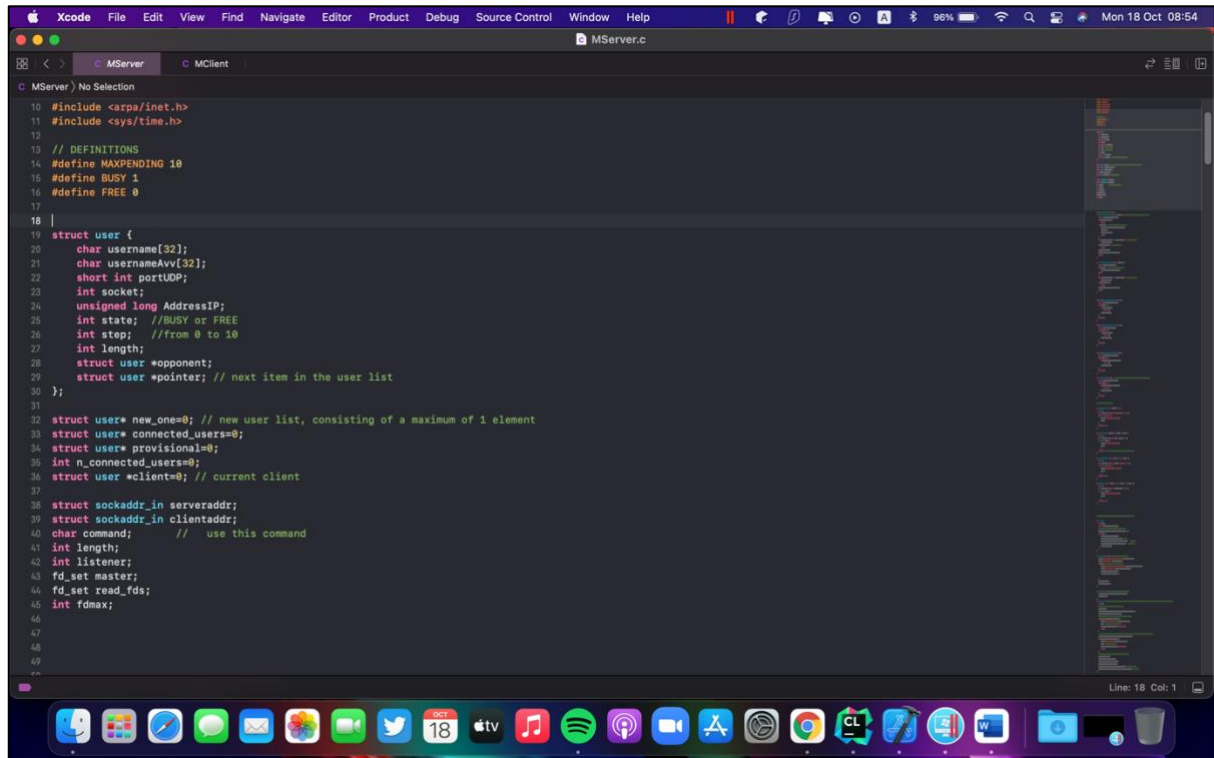 Xcode File Edit View Find Navigate Editor Product Debug Source Control Window Help A 96% Mon 18 Oct 08:54
C MServer.c
C MServer C MClient
C MServer 〉No Selection
10 #include <arpa/inet.h>
11 #include <sys/time.h>
12
13 // DEFINITIONS
14 #define MAXPENDING 10
15 #define BUSY 1
16 #define FREE 0
17
18
19 struct user {
20     char username[32];
21     char usernameAvv[32];
22     short int portUDP;
23     int socket;
24     unsigned long AddressIP;
25     int state;  //BUSY or FREE
26     int step;   //from 0 to 10
27     int length;
28     struct user *opponent;
29     struct user *pointer; // next item in the user list
30 };
31
32 struct user* new_one=0; //new user list, consisting of a maximum of 1 element
33 struct user* connected_users=0;
34 struct user* provisional=0;
35 int n_connected_users=0;
36 struct user *client=0; // current client
37
38 struct sockaddr_in serveraddr;
39 struct sockaddr_in clientaddr;
40 char command;      //   use this command
41 int length;
42 int listener;
43 fd_set master;
44 fd_set read_fds;
45 int fdmax;
46
47
48
49
50
Line: 18 Col: 1
OCT
18 tv CL W